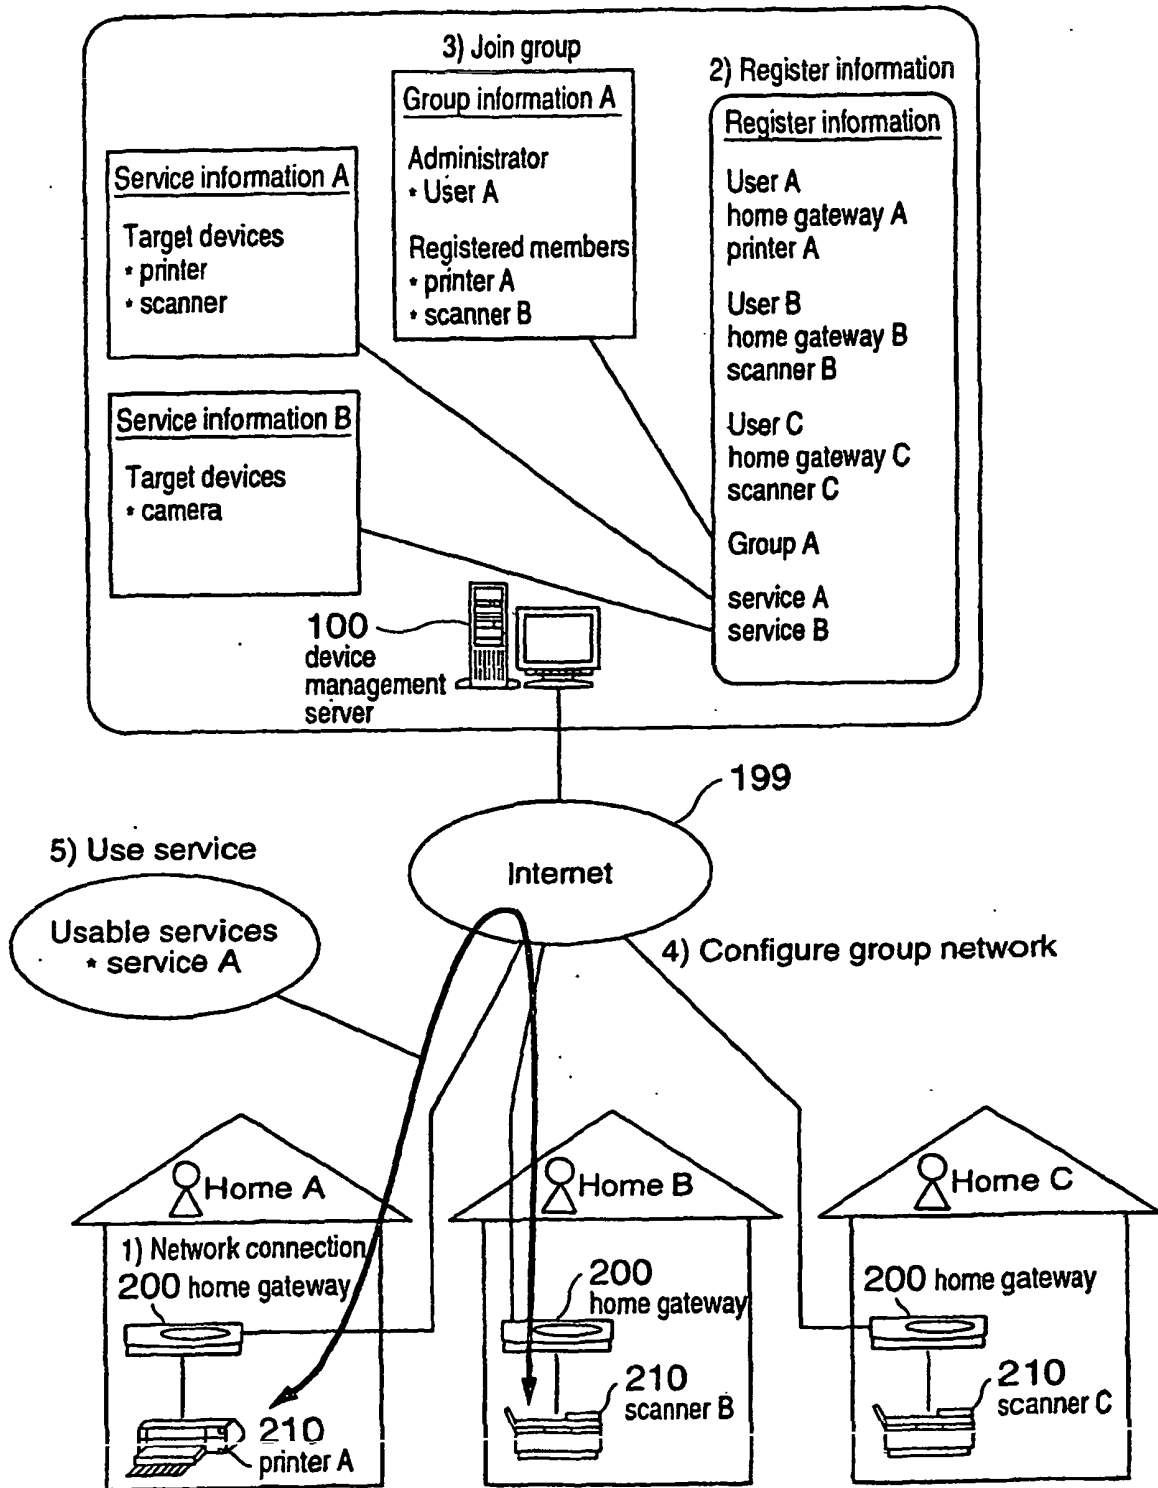 3) Join group
2) Register information
Group information A
Administrator
* User A
Registered members
* printer A
* scanner B
Register information
User A
home gateway A
printer A
User B
home gateway B
scanner B
User C
home gateway C
scanner C
Group A
service A
service B
Service information A
Target devices
* printer
* scanner
Service information B
Target devices
* camera
100
device
management
server
199
Internet
5) Use service
Usable services
* service A
4) Configure group network
Home A
1) Network connection
200 home gateway
210
printer A
Home B
200
home gateway
210
scanner B
Home C
200 home gateway
210
scanner C